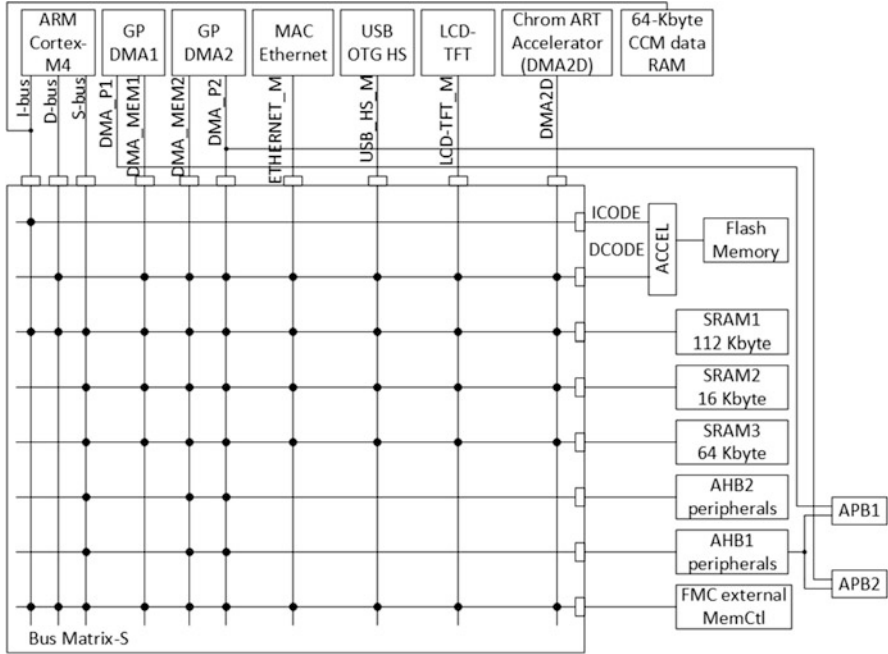 ARM
Cortex-
M4
GP
DMA1
GP
DMA2
MAC
Ethernet
USB
OTG HS
LCD-
TFT
Chrom ART
Accelerator
(DMA2D)
64-Kbyte
CCM data
RAM
I-bus
D-bus
S-bus
DMA_P1
DMA_MEM1
DMA_MEM2
DMA_P2
ETHERNET_M
USB_HS_M
LCD-TFT_M
DMA2D
ICODE
DCODE
ACCEL
Flash
Memory
SRAM1
112 Kbyte
SRAM2
16 Kbyte
SRAM3
64 Kbyte
AHB2
peripherals
AHB1
peripherals
APB1
APB2
FMC external
MemCtl
Bus Matrix-S